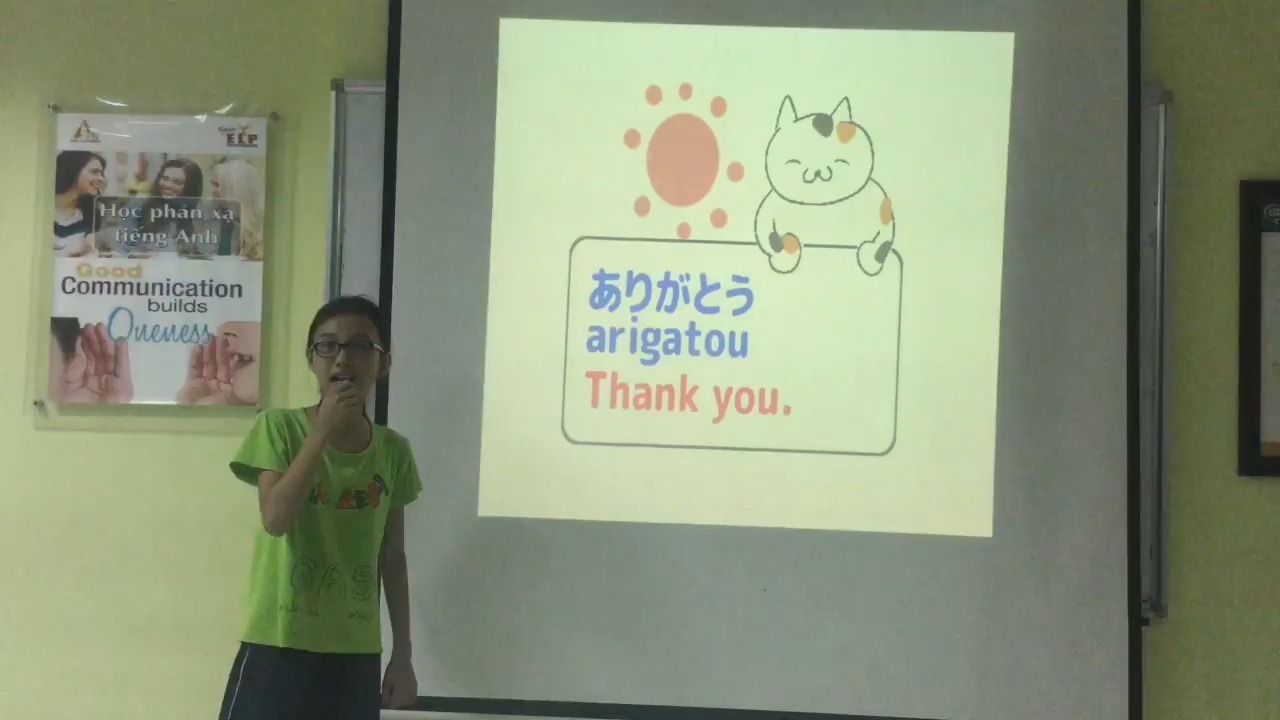 ELP
Học phản xạ
tiếng Anh
Good
Communication
builds
Oneness
ありがとう
arigatou
Thank you.